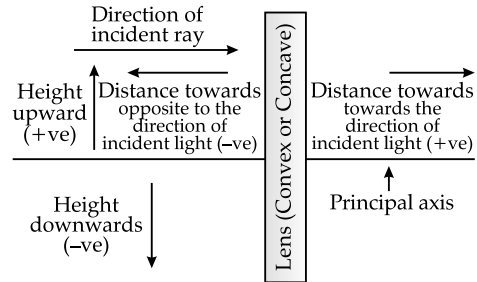 Direction of
incident ray
Height
upward
(+ve)
Distance towards
opposite to the
direction of
incident light (–ve)
Lens (Convex or Concave)
Distance towards
towards the
direction of
incident light (+ve)
Height
downwards
(–ve)
Principal axis